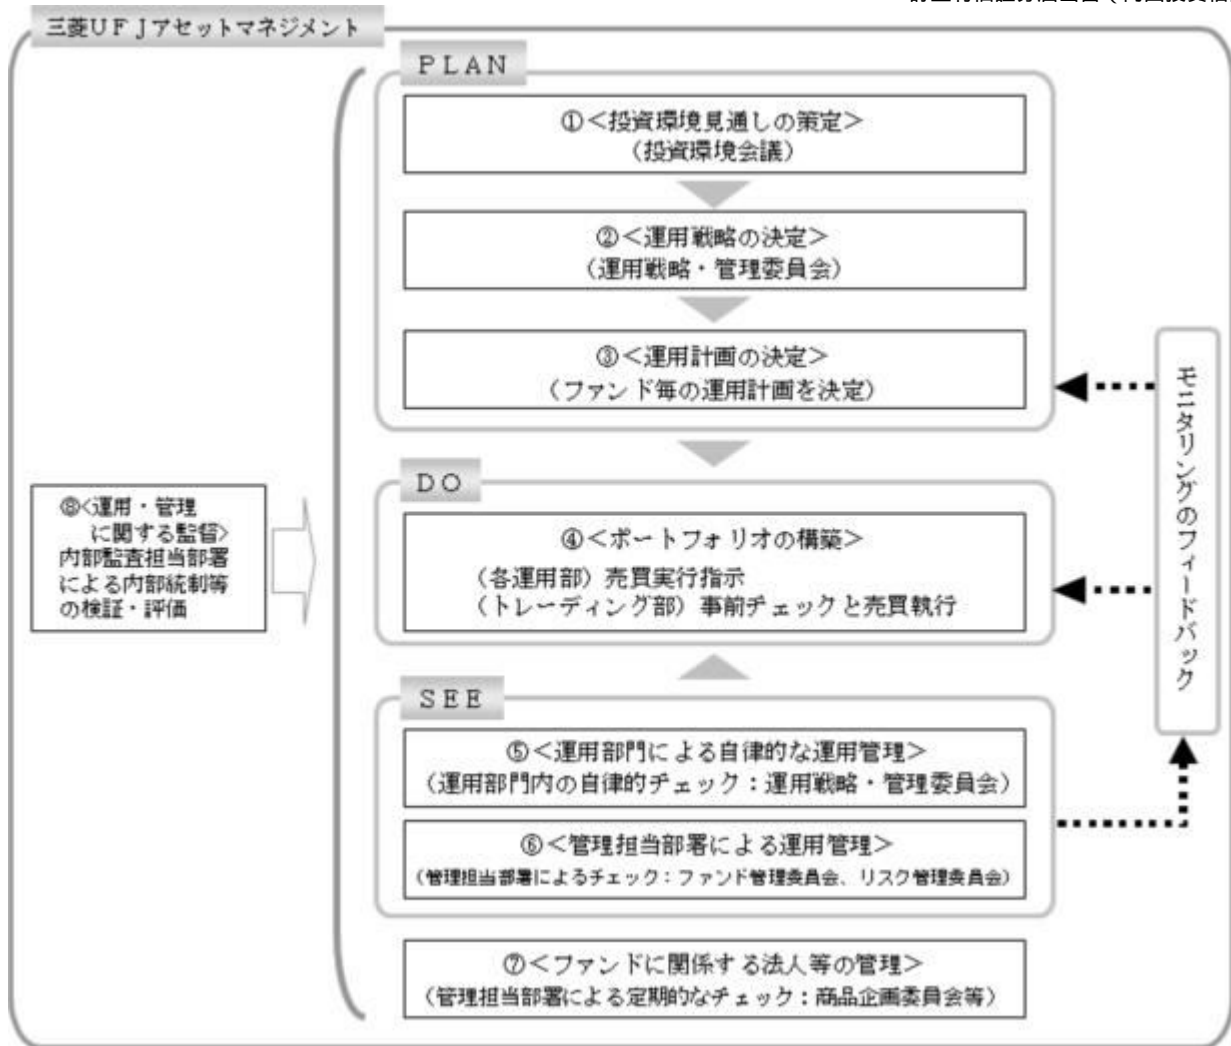 三菱UFJアセットマネジメント
PLAN
①<投資環境見通しの策定>
(投資環境会議)
②<運用戦略の決定>
(運用戦略・管理委員会)
③<運用計画の決定>
(ファンド毎の運用計画を決定)
DO
④<ポートフォリオの構築>
(各運用部)売買実行指示
(トレーディング部)事前チェックと売買執行
SEE
⑤<運用部門による自律的な運用管理>
(運用部門内の自律的チェック:運用戦略・管理委員会)
⑥<管理担当部署による運用管理>
(管理担当部署によるチェック:ファンド管理委員会、リスク管理委員会)
⑦<ファンドに関係する法人等の管理>
(管理担当部署による定期的なチェック:商品企画委員会等)
⑧<運用・管理
に関する監督>
内部監査担当部署
による内部統制等
の検証・評価
モニタリングのフィードバック